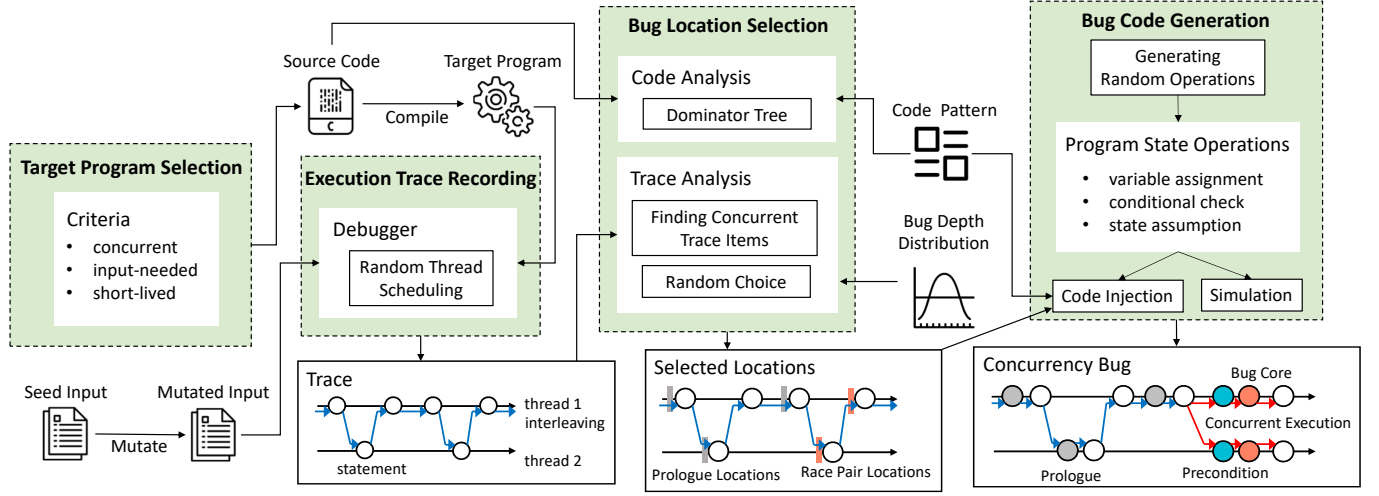 Target Program Selection
Criteria
• concurrent
• input-needed
• short-lived
Seed Input
Mutate
Mutated Input
Source Code
C
Compile
Target Program
Execution Trace Recording
Debugger
Random Thread
Scheduling
Trace
thread 1
interleaving
statement
thread 2
Bug Location Selection
Code Analysis
Dominator Tree
Trace Analysis
Finding Concurrent
Trace Items
Random Choice
Code Pattern
Bug Depth
Distribution
Selected Locations
Prologue Locations
Race Pair Locations
Bug Code Generation
Generating
Random Operations
Program State Operations
• variable assignment
• conditional check
• state assumption
Code Injection
Simulation
Concurrency Bug
Bug Core
Concurrent Execution
Prologue
Precondition